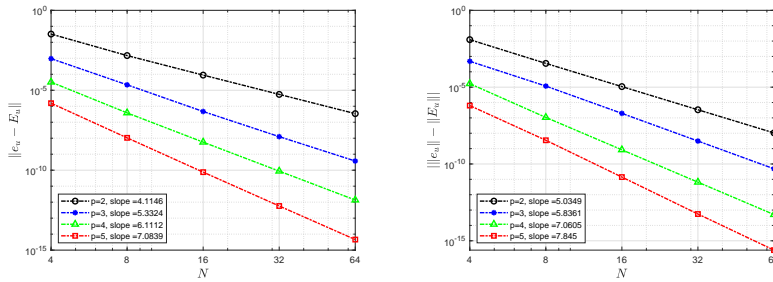 10^0
10^-5
10^-10
10^-15
‖e_u − E_u‖
p=2, slope =4.1146
p=3, slope =5.3324
p=4, slope =6.1112
p=5, slope =7.0839
4 8 16 32 64
N
10^0
10^-5
10^-10
10^-15
|‖e_u‖ − ‖E_u‖|
p=2, slope =5.0349
p=3, slope =5.8361
p=4, slope =7.0605
p=5, slope =7.845
4 8 16 32
N